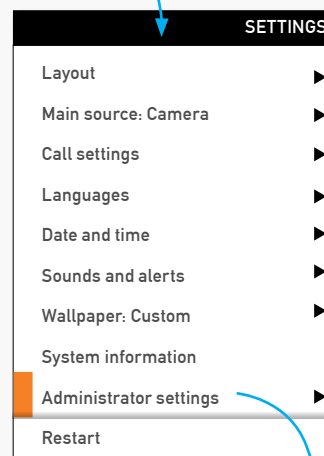 SETTINGS
Layout
Main source: Camera
Call settings
Languages
Date and time
Sounds and alerts
Wallpaper: Custom
System information
Administrator settings
Restart